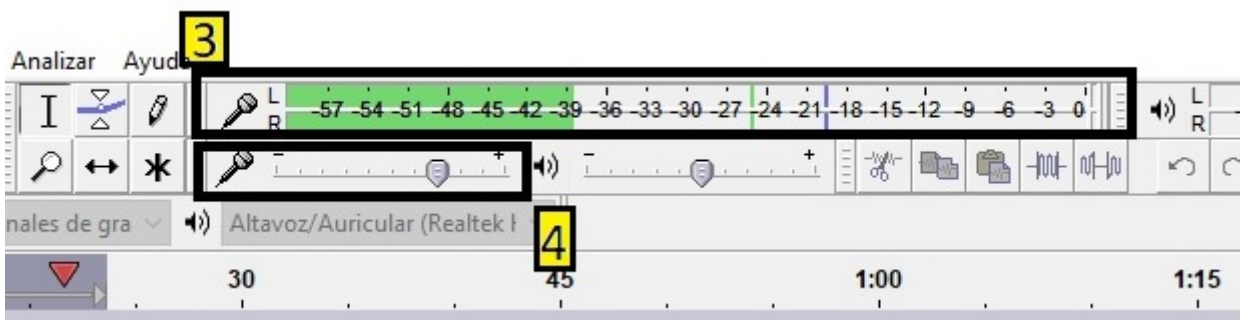 3
Analizar Ayud
L -57 -54 -51 -48 -45 -42 -39 -36 -33 -30 -27 -24 -21 -18 -15 -12 -9 -6 -3 0 L
R R
- + - +
nales de gra Altavoz/Auricular (Realtek
4
30 45 1:00 1:15